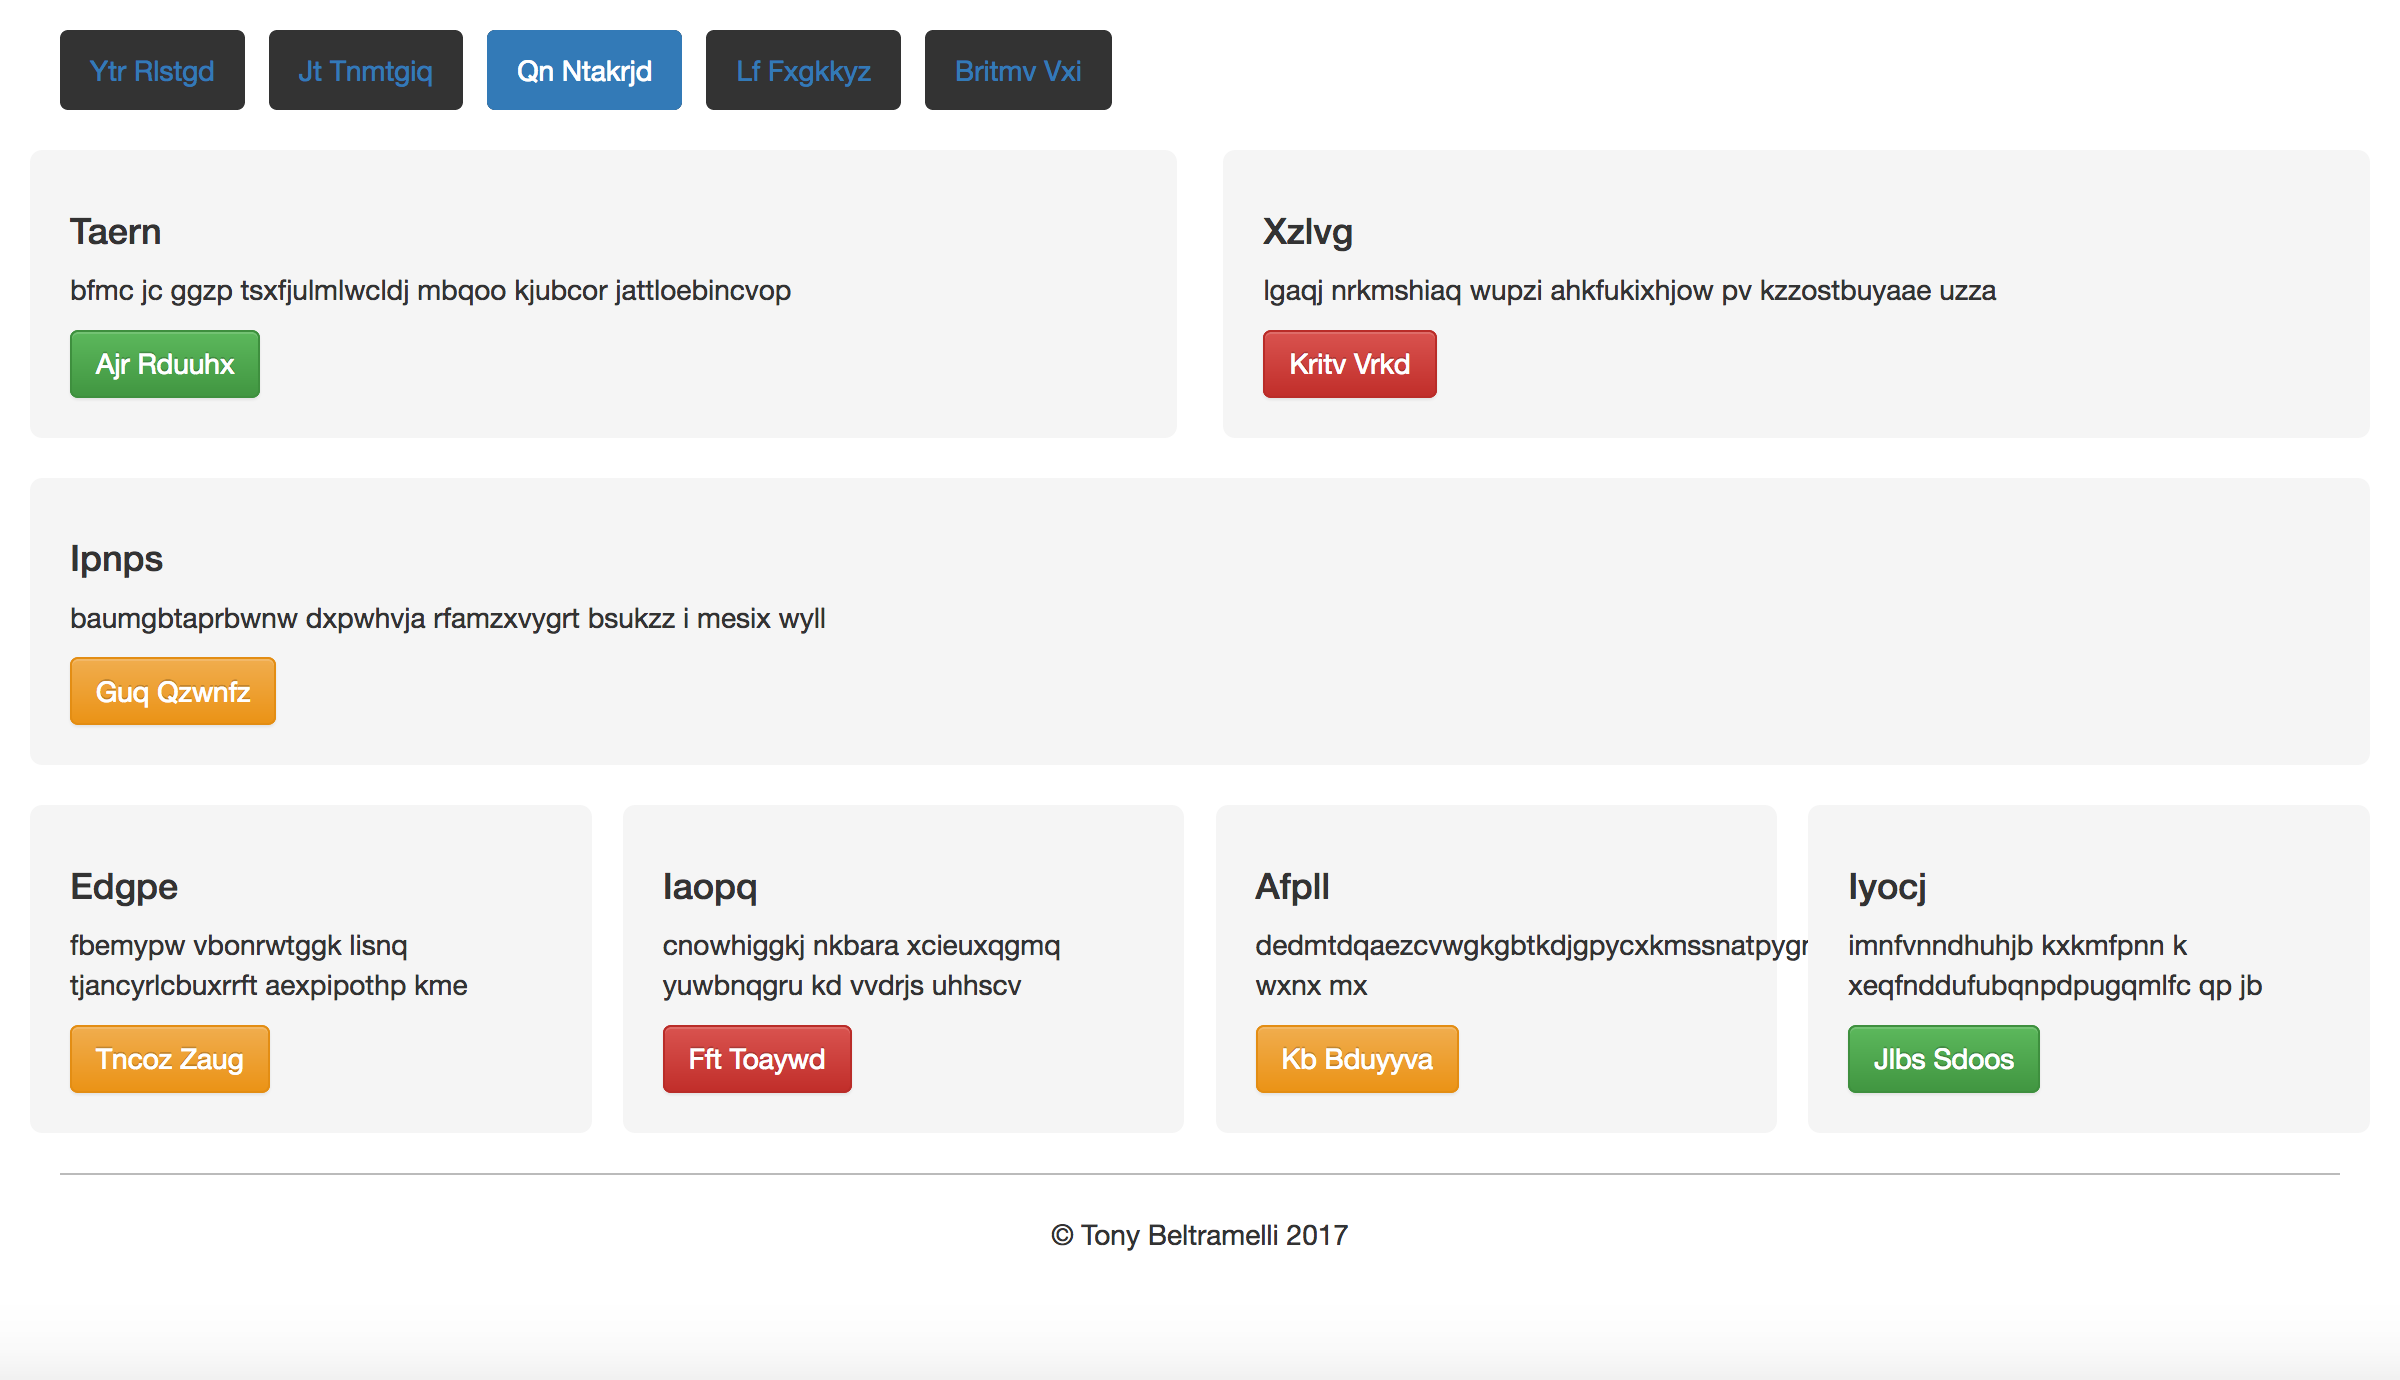 Ytr Rlstgd Jt Tnmtgiq Qn Ntakrjd Lf Fxgkkyz Britmv Vxi
Taern
bfmc jc ggzp tsxfjulmlwcldj mbqoo kjubcor jattloebincvop
Ajr Rduuhx
Xzlvg
lgaqj nrkmshiaq wupzi ahkfukixhjow pv kzzostbuyaae uzza
Kritv Vrkd
Ipnps
baumgbtaprbwnw dxpwhvja rfamzxvygrt bsukzz i mesix wyll
Guq Qzwnfz
Edgpe
fbemypw vbonrwtggk lisnq
tjancyrlcbuxrrft aexpipothp kme
Tncoz Zaug
Iaopq
cnowhiggkj nkbara xcieuxqgmq
yuwbnqgru kd vvdrjs uhhscv
Fft Toaywd
Afpll
wxnx mx
Kb Bduyyva
Iyocj
imnfvnndhuhjb kxkmfpnn k
xeqfnddufubqnpdpugqmlfc qp jb
Jlbs Sdoos
© Tony Beltramelli 2017